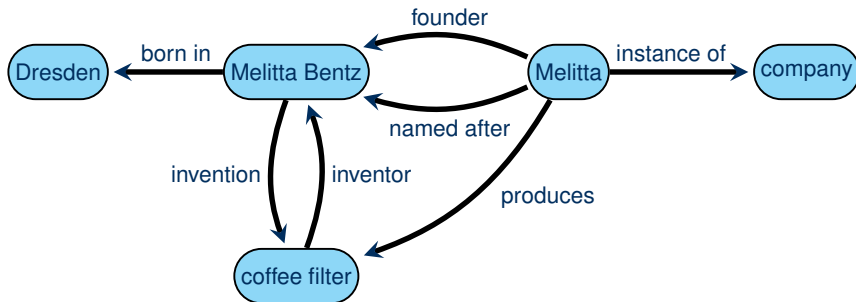 founder
born in
instance of
Dresden
Melitta Bentz
Melitta
company
named after
invention
inventor
produces
coffee filter